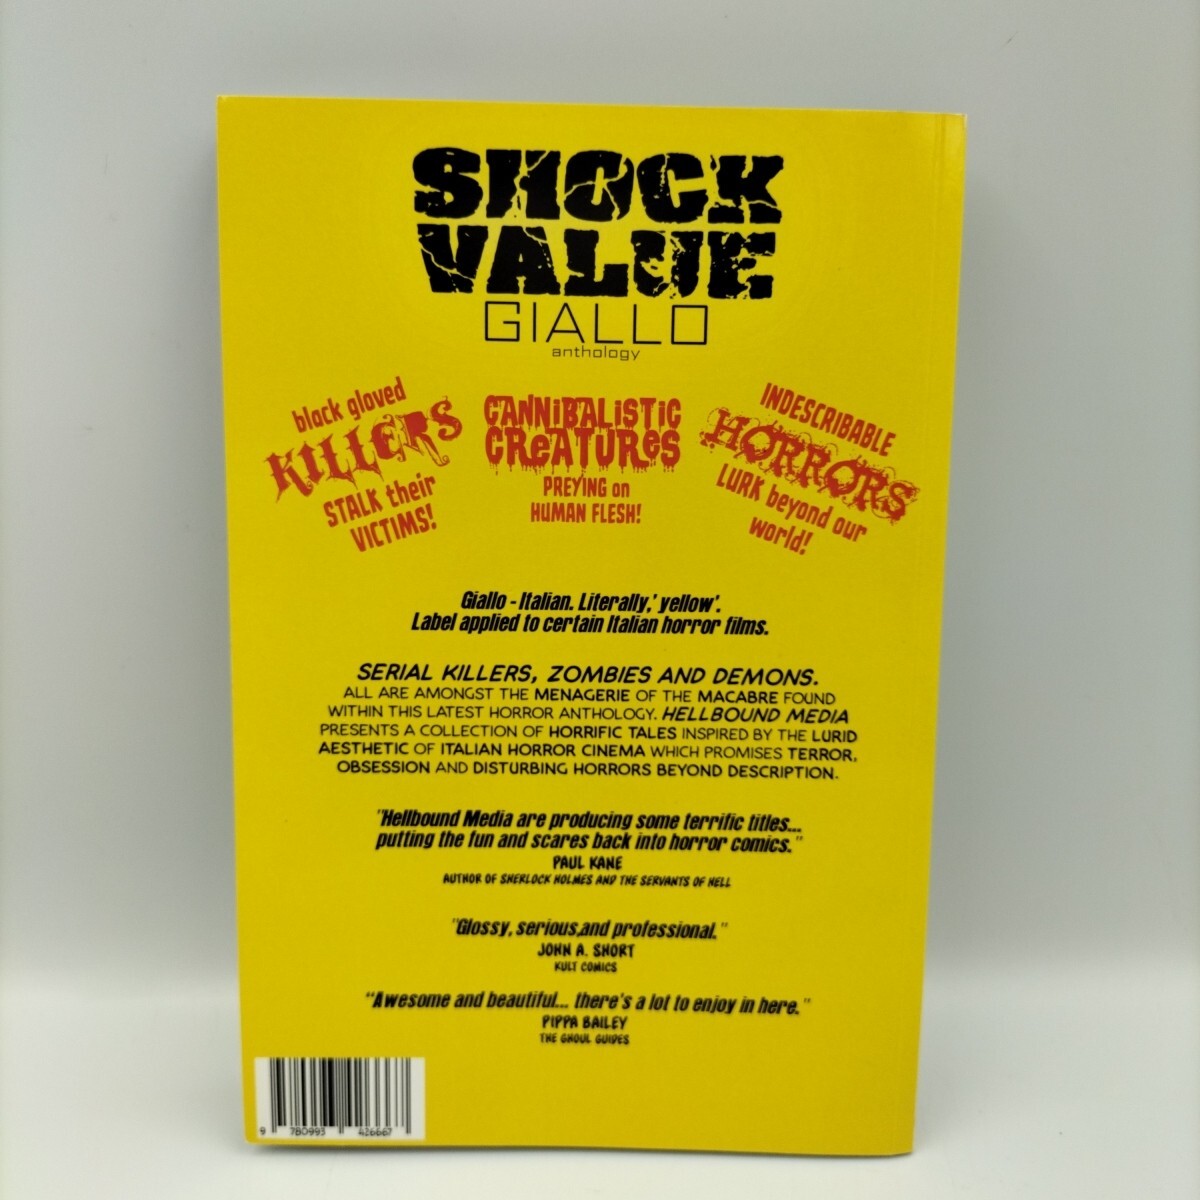 SHOCK
VALUE
GIALLO
anthology
black gloved
KILLERS
STALK their
VICTIMS!
CANNIBALISTIC
CREATURES
PREYING on
HUMAN FLESH!
INDESCRIBABLE
HORRORS
LURK beyond our
world!
Giallo - Italian. Literally,' yellow'.
Label applied to certain Italian horror films.
SERIAL KILLERS, ZOMBIES AND DEMONS.
ALL ARE AMONGST THE MENAGERIE OF THE MACABRE FOUND
WITHIN THIS LATEST HORROR ANTHOLOGY. HELLBOUND MEDIA
PRESENTS A COLLECTION OF HORRIFIC TALES INSPIRED BY THE LURID
AESTHETIC OF ITALIAN HORROR CINEMA WHICH PROMISES TERROR,
OBSESSION AND DISTURBING HORRORS BEYOND DESCRIPTION.
"Hellbound Media are producing some terrific titles...
putting the fun and scares back into horror comics."
PAUL KANE
AUTHOR OF SHERLOCK HOLMES AND THE SERVANTS OF HELL
"Glossy, serious,and professional."
JOHN A. SHORT
KULT COMICS
"Awesome and beautiful... there's a lot to enjoy in here."
PIPPA BAILEY
THE GHOUL GUIDES
9 780993 426667